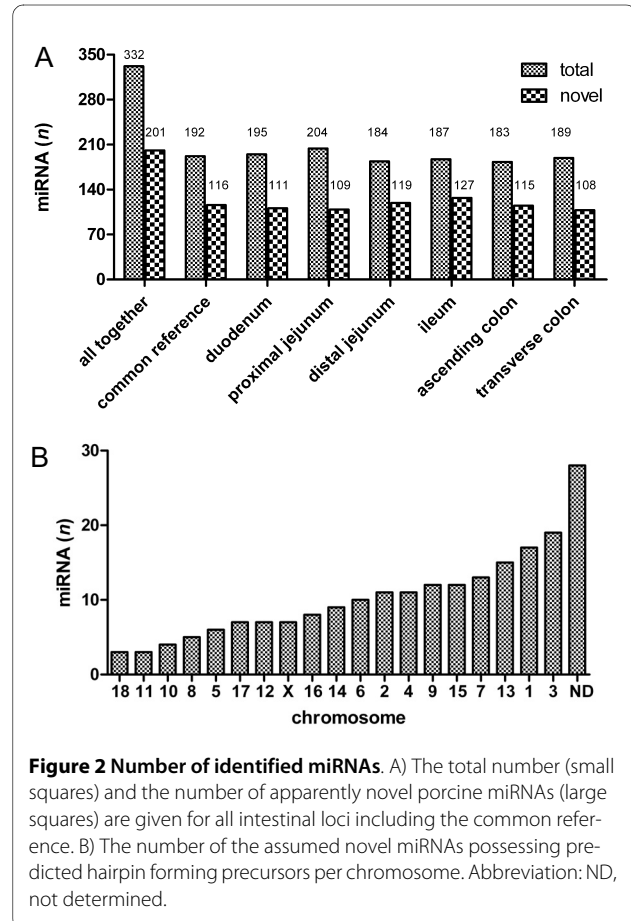 A
miRNA (n)
350
280
210
140
70
0
total
novel
332
201
192
116
195
111
204
109
184
119
187
127
183
115
189
108
all together
common reference
duodenum
proximal jejunum
distal jejunum
ileum
ascending colon
transverse colon
B
miRNA (n)
30
20
10
0
18 11 10 8 5 17 12 X 16 14 6 2 4 9 15 7 13 1 3 ND
chromosome
Figure 2 Number of identified miRNAs. A) The total number (small
squares) and the number of apparently novel porcine miRNAs (large
squares) are given for all intestinal loci including the common refer-
ence. B) The number of the assumed novel miRNAs possessing pre-
dicted hairpin forming precursors per chromosome. Abbreviation: ND,
not determined.